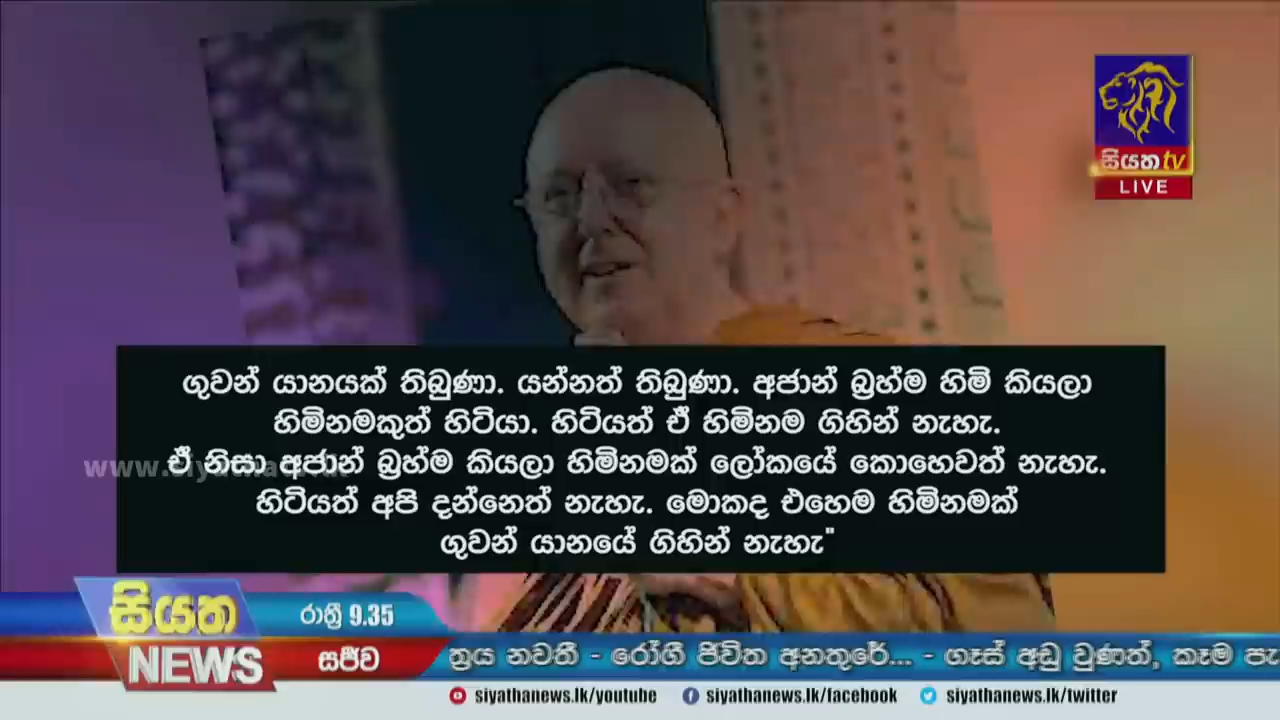 සියත tv
LIVE
ගුවන් යානයක් තිබුණා. යන්නත් තිබුණා. අජාන් බ්‍රහ්ම හිමි කියලා
හිමිනමකුත් හිටියා. හිටියත් ඒ හිමිනම ගිහින් නැහැ.
ඒ නිසා අජාන් බ්‍රහ්ම කියලා හිමිනමක් ලෝකයේ කොහෙවත් නැහැ.
හිටියත් අපි දන්නෙත් නැහැ. මොකද එහෙම හිමිනමක්
ගුවන් යානයේ ගිහින් නැහැ"
සියත
NEWS
රාත්‍රී 9.35
සජීව
ත්‍රය නවතී - රෝගී ජීවිත අනතුරේ... - ගෑස් අඩු වුණත්, කෑම පැ
siyathanews.lk/youtube siyathanews.lk/facebook siyathanews.lk/twitter